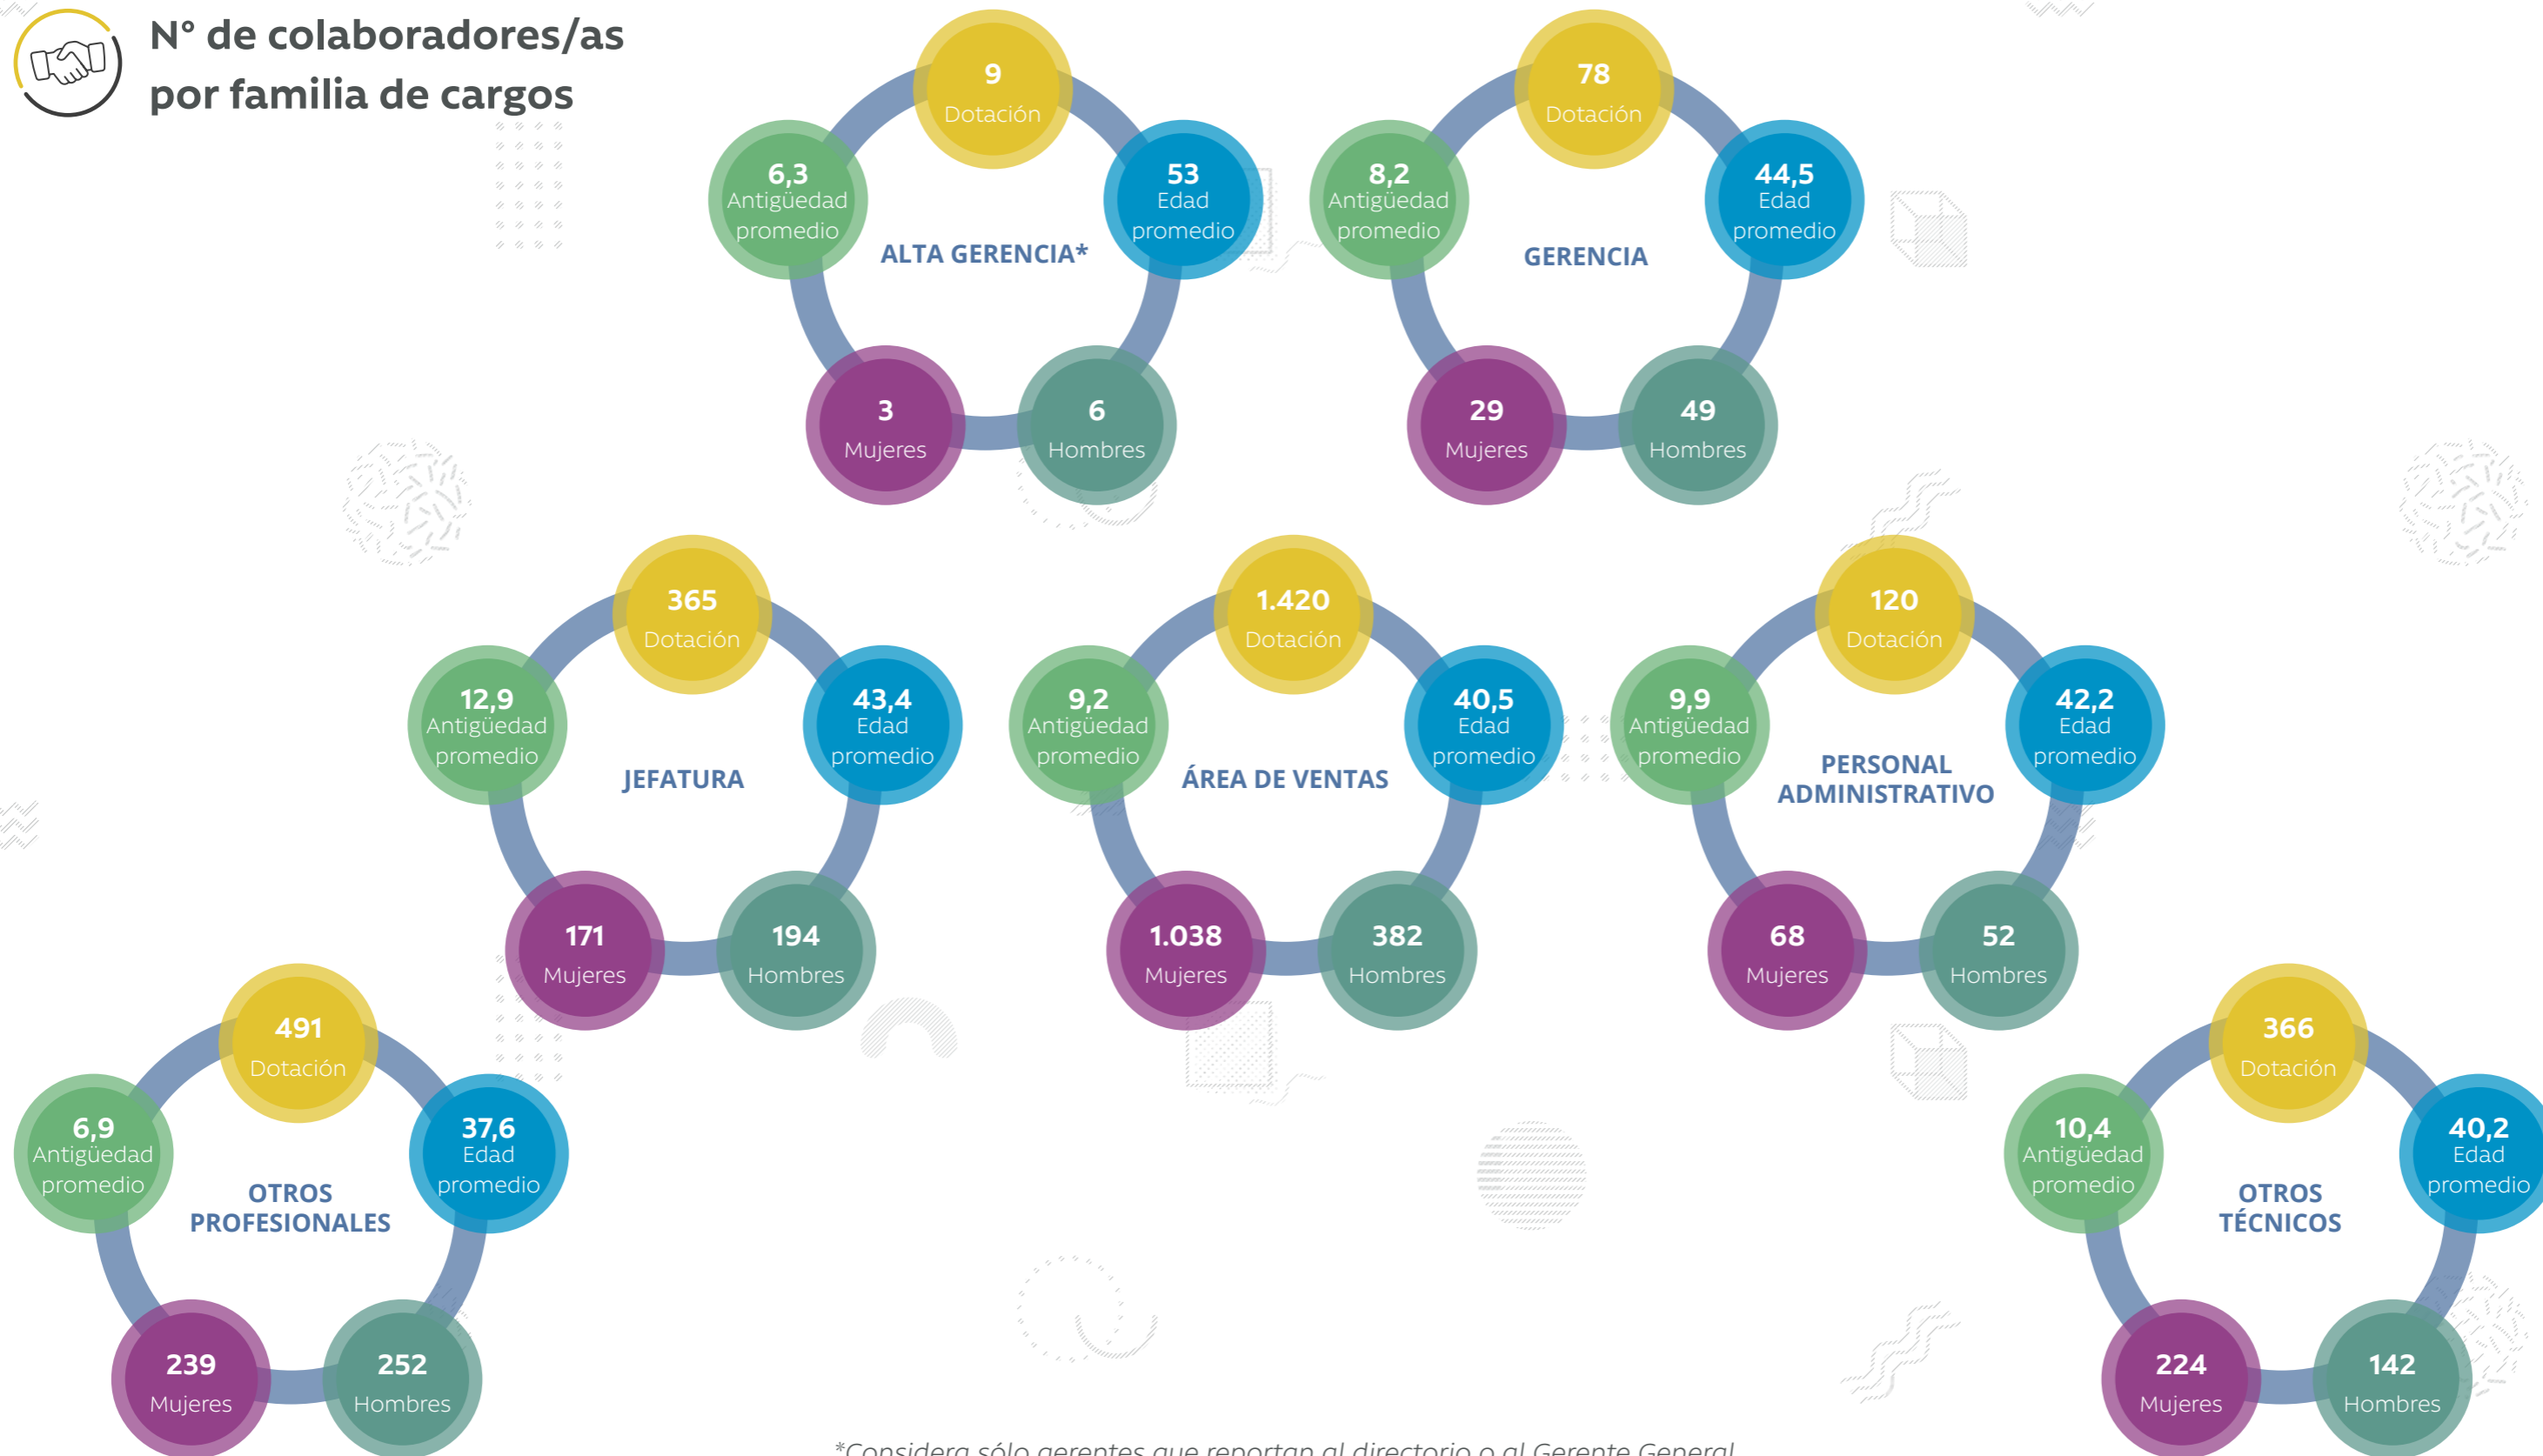 N° de colaboradores/as
por familia de cargos
9
Dotación
6,3
Antigüedad
promedio
53
Edad
promedio
ALTA GERENCIA*
3
Mujeres
6
Hombres
78
Dotación
8,2
Antigüedad
promedio
44,5
Edad
promedio
GERENCIA
29
Mujeres
49
Hombres
365
Dotación
12,9
Antigüedad
promedio
43,4
Edad
promedio
JEFATURA
171
Mujeres
194
Hombres
1.420
Dotación
9,2
Antigüedad
promedio
40,5
Edad
promedio
ÁREA DE VENTAS
1.038
Mujeres
382
Hombres
120
Dotación
9,9
Antigüedad
promedio
42,2
Edad
promedio
PERSONAL
ADMINISTRATIVO
68
Mujeres
52
Hombres
491
Dotación
6,9
Antigüedad
promedio
37,6
Edad
promedio
OTROS
PROFESIONALES
239
Mujeres
252
Hombres
366
Dotación
10,4
Antigüedad
promedio
40,2
Edad
promedio
OTROS
TÉCNICOS
224
Mujeres
142
Hombres
*Considera sólo gerentes que reportan al directorio o al Gerente General